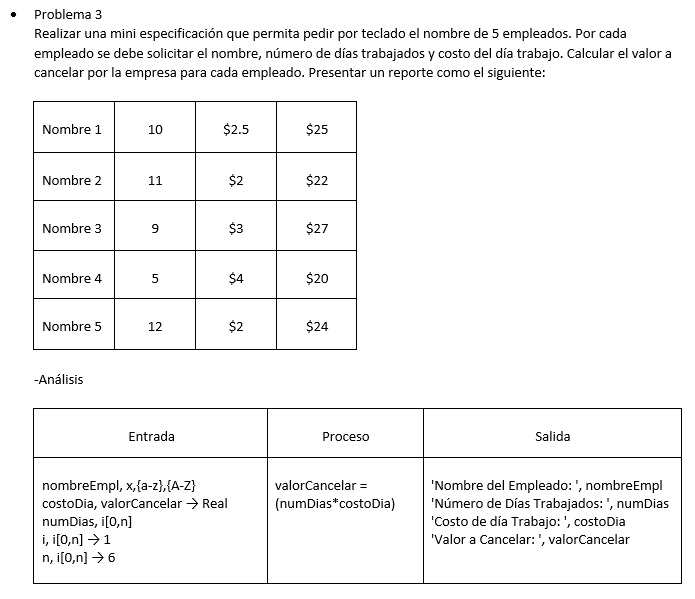 • Problema 3
Realizar una mini especificación que permita pedir por teclado el nombre de 5 empleados. Por cada
empleado se debe solicitar el nombre, número de días trabajados y costo del día trabajo. Calcular el valor a
cancelar por la empresa para cada empleado. Presentar un reporte como el siguiente:
Nombre 1 10 $2.5 $25
Nombre 2 11 $2 $22
Nombre 3 9 $3 $27
Nombre 4 5 $4 $20
Nombre 5 12 $2 $24
-Análisis
Entrada Proceso Salida
nombreEmpl, x,{a-z},{A-Z}
costoDia, valorCancelar → Real
numDias, i[0,n]
i, i[0,n] → 1
n, i[0,n] → 6
valorCancelar =
(numDias*costoDia)
'Nombre del Empleado: ', nombreEmpl
'Número de Días Trabajados: ', numDias
'Costo de día Trabajo: ', costoDia
'Valor a Cancelar: ', valorCancelar